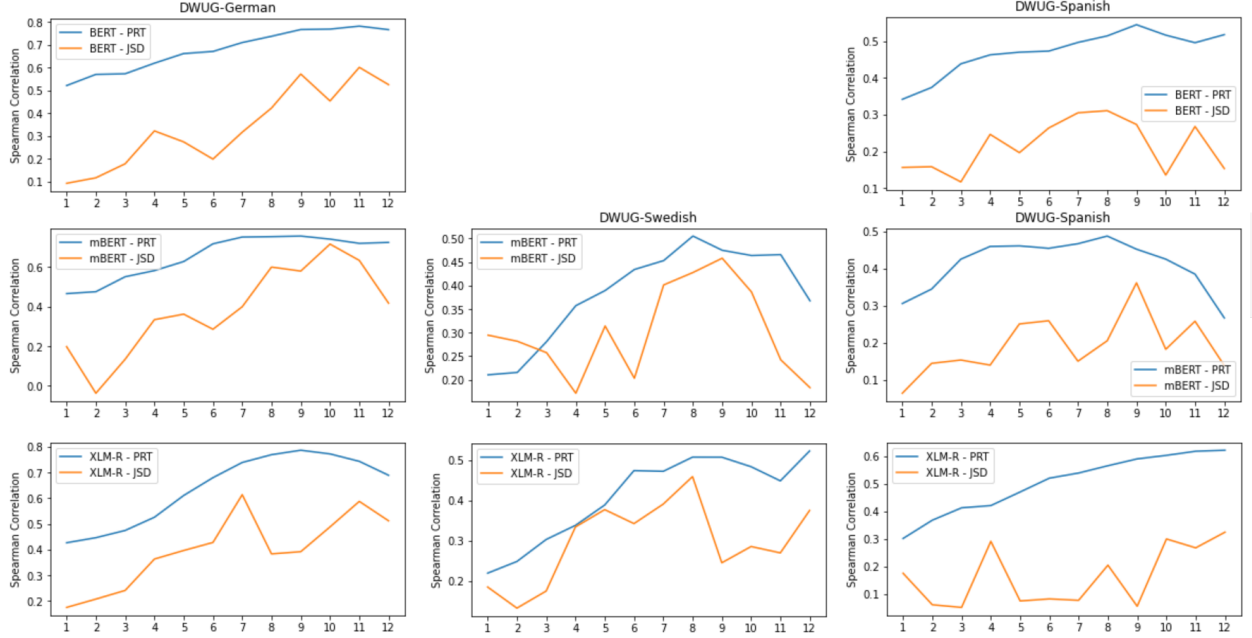 DWUG-German
DWUG-Spanish
Spearman Correlation
0.8
0.7
0.6
0.5
0.4
0.3
0.2
0.1
BERT - PRT
BERT - JSD
1 2 3 4 5 6 7 8 9 10 11 12
Spearman Correlation
0.5
0.4
0.3
0.2
0.1
BERT - PRT
BERT - JSD
1 2 3 4 5 6 7 8 9 10 11 12
Spearman Correlation
0.6
0.4
0.2
0.0
mBERT - PRT
mBERT - JSD
1 2 3 4 5 6 7 8 9 10 11 12
DWUG-Swedish
Spearman Correlation
0.50
0.45
0.40
0.35
0.30
0.25
0.20
mBERT - PRT
mBERT - JSD
1 2 3 4 5 6 7 8 9 10 11 12
DWUG-Spanish
Spearman Correlation
0.5
0.4
0.3
0.2
0.1
mBERT - PRT
mBERT - JSD
1 2 3 4 5 6 7 8 9 10 11 12
Spearman Correlation
0.8
0.7
0.6
0.5
0.4
0.3
0.2
XLM-R - PRT
XLM-R - JSD
1 2 3 4 5 6 7 8 9 10 11 12
Spearman Correlation
0.5
0.4
0.3
0.2
XLM-R - PRT
XLM-R - JSD
1 2 3 4 5 6 7 8 9 10 11 12
Spearman Correlation
0.6
0.5
0.4
0.3
0.2
0.1
XLM-R - PRT
XLM-R - JSD
1 2 3 4 5 6 7 8 9 10 11 12